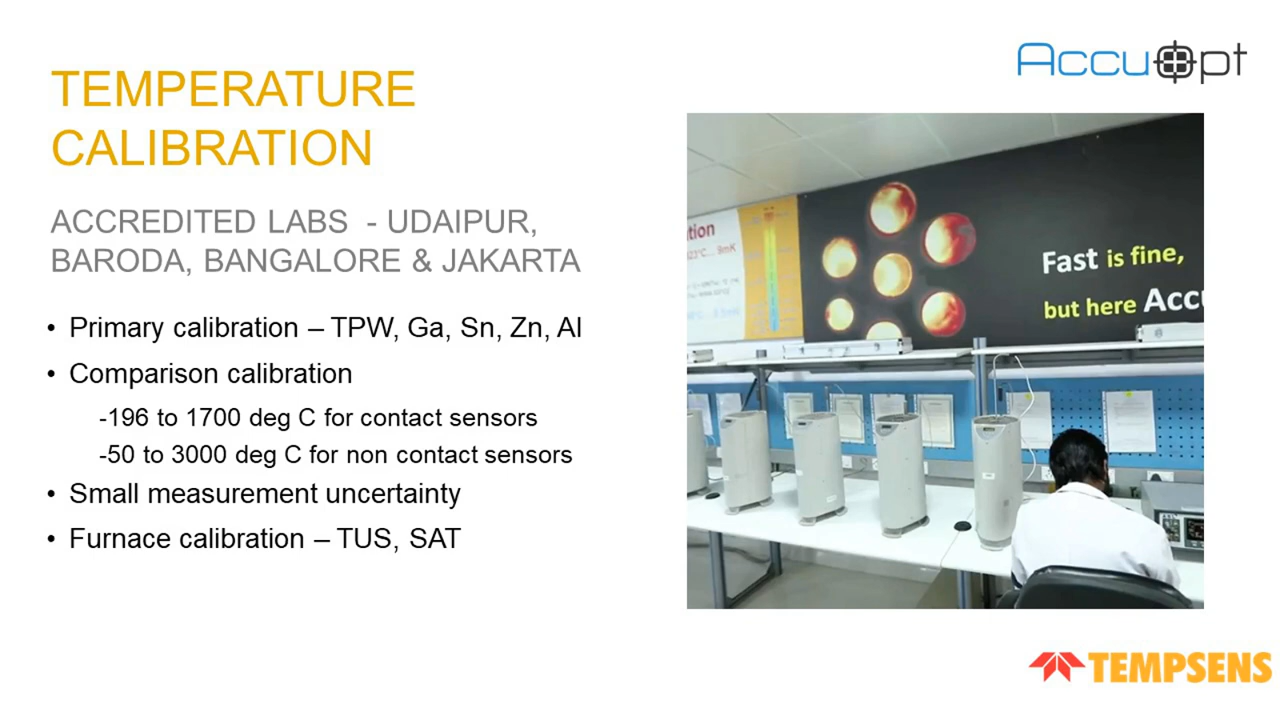 AccuOpt
TEMPERATURE
CALIBRATION
ACCREDITED LABS - UDAIPUR,
BARODA, BANGALORE & JAKARTA
• Primary calibration – TPW, Ga, Sn, Zn, Al
• Comparison calibration
-196 to 1700 deg C for contact sensors
-50 to 3000 deg C for non contact sensors
• Small measurement uncertainty
• Furnace calibration – TUS, SAT
Fast is fine,
but here Accu
TEMPSENS